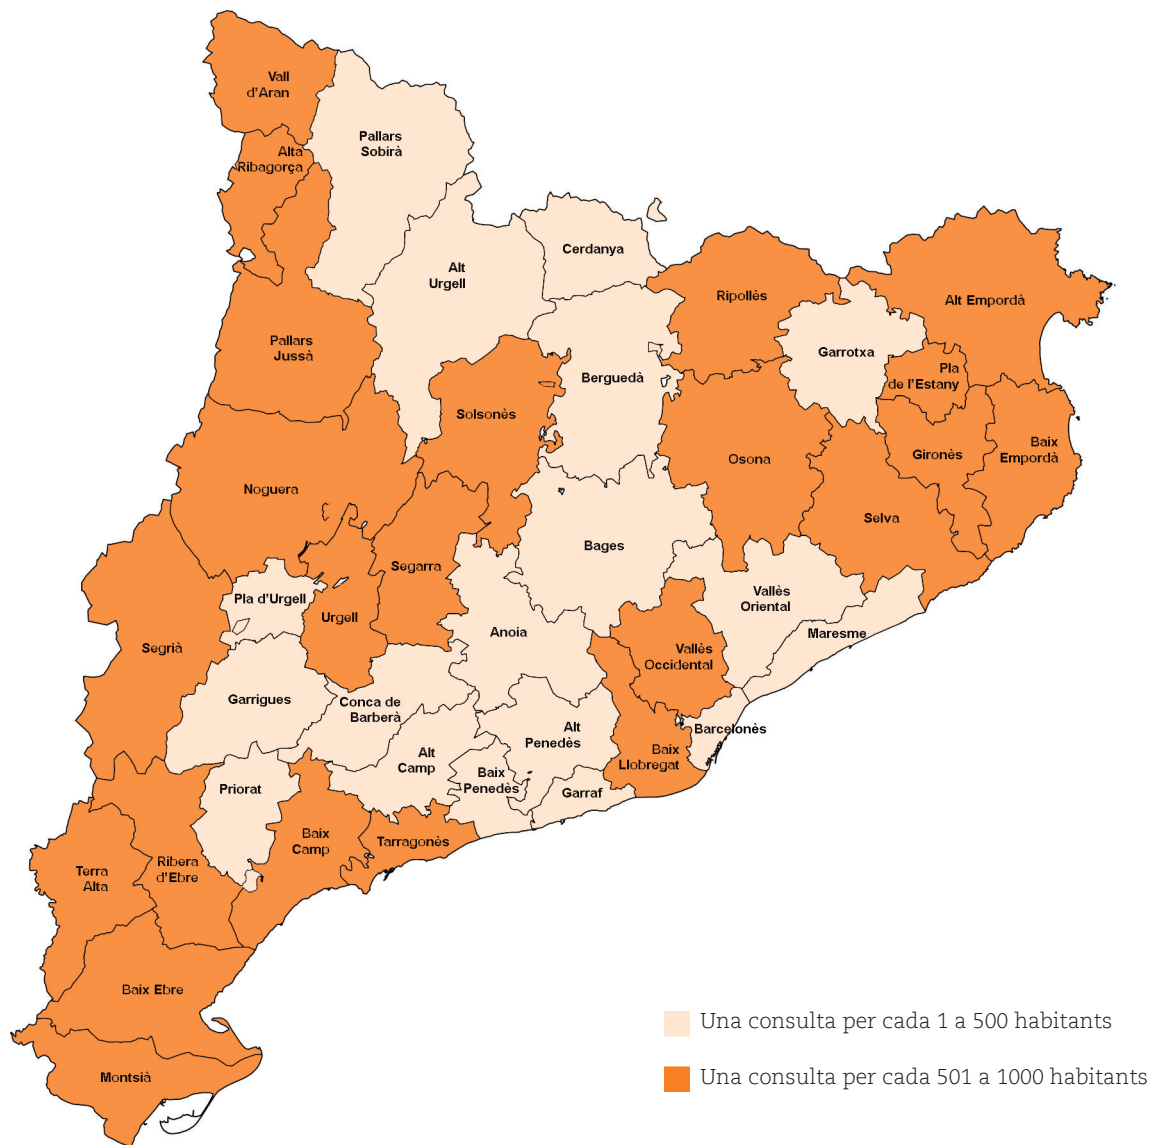 Vall
d'Aran
Pallars
Sobirà
Alta
Ribagorça
Cerdanya
Alt
Urgell
Ripollès
Alt Empordà
Pallars
Jussà
Garrotxa
Pla
de l'Estany
Berguedà
Solsonès
Baix
Empordà
Gironès
Osona
Noguera
Selva
Bages
Segarra
Vallès
Oriental
Pla d'Urgell
Urgell
Anoia
Maresme
Segrià
Vallès
Occidental
Garrigues
Conca de
Barberà
Alt
Penedès
Barcelonès
Alt
Camp
Baix
Llobregat
Baix
Penedès
Priorat
Garraf
Baix
Camp
Tarragonès
Ribera
d'Ebre
Terra
Alta
Baix Ebre
Montsià
Una consulta per cada 1 a 500 habitants
Una consulta per cada 501 a 1000 habitants